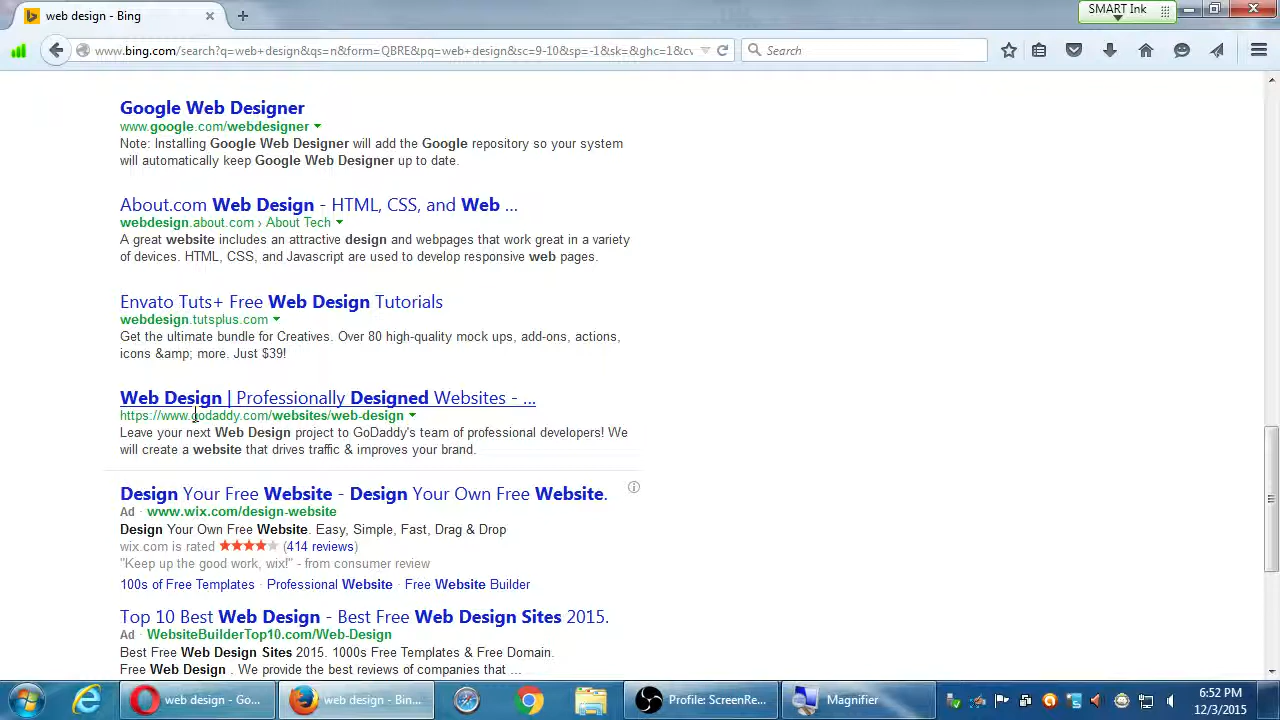 web design - Bing
SMART Ink
www.bing.com/search?q=web+design&qs=n&form=QBRE&pq=web+design&sc=9-10&sp=-1&sk=&ghc=1&cv
Search
Google Web Designer
www.google.com/webdesigner
Note: Installing Google Web Designer will add the Google repository so your system
will automatically keep Google Web Designer up to date.
About.com Web Design - HTML, CSS, and Web ...
webdesign.about.com › About Tech
A great website includes an attractive design and webpages that work great in a variety
of devices. HTML, CSS, and Javascript are used to develop responsive web pages.
Envato Tuts+ Free Web Design Tutorials
webdesign.tutsplus.com
Get the ultimate bundle for Creatives. Over 80 high-quality mock ups, add-ons, actions,
icons &amp; more. Just $39!
Web Design | Professionally Designed Websites - ...
https://www.godaddy.com/websites/web-design
Leave your next Web Design project to GoDaddy's team of professional developers! We
will create a website that drives traffic & improves your brand.
Design Your Free Website - Design Your Own Free Website.
Ad · www.wix.com/design-website
Design Your Own Free Website. Easy, Simple, Fast, Drag & Drop
wix.com is rated ★★★★★ (414 reviews)
"Keep up the good work, wix!" - from consumer review
100s of Free Templates · Professional Website · Free Website Builder
Top 10 Best Web Design - Best Free Web Design Sites 2015.
Ad · WebsiteBuilderTop10.com/Web-Design
Best Free Web Design Sites 2015. 1000s Free Templates & Free Domain.
Free Web Design . We provide the best reviews of companies that ...
web design - Go...
web design - Bin...
Profile: ScreenRe...
Magnifier
6:52 PM
12/3/2015